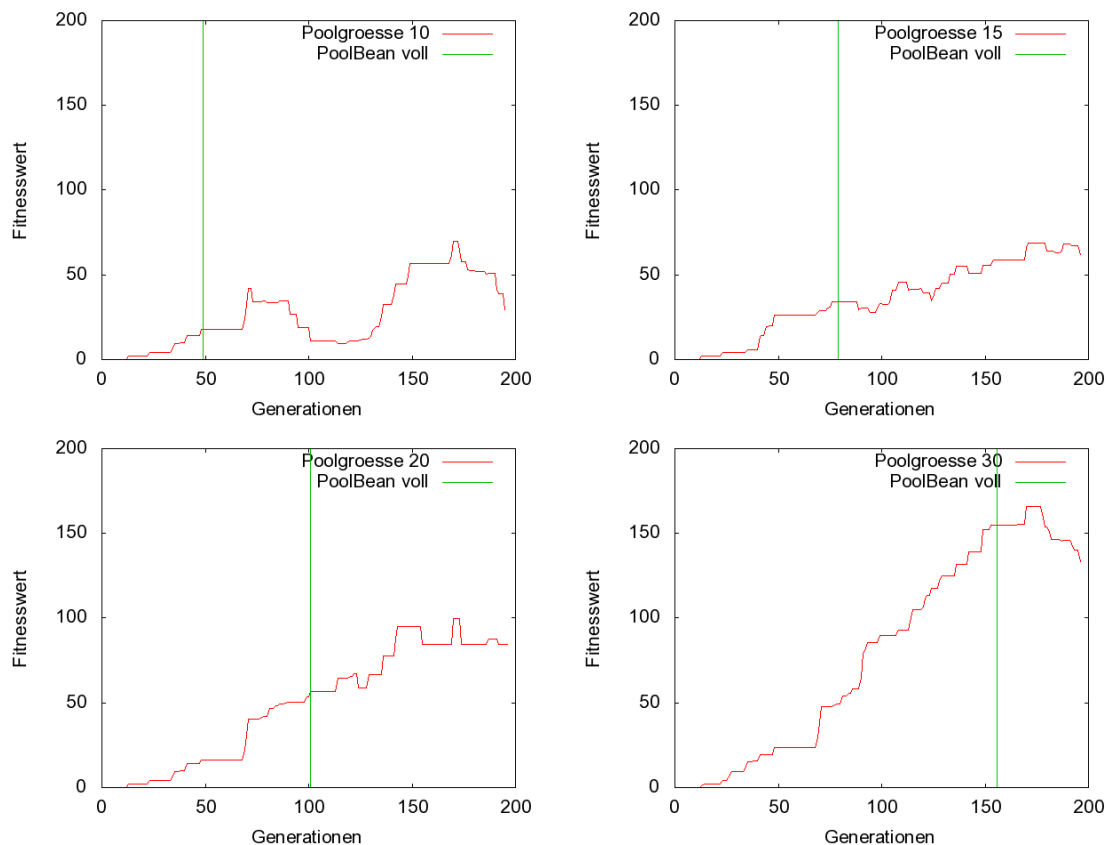 Poolgroesse 10
PoolBean voll
200
150
100
50
0
Fitnesswert
0 50 100 150 200
Generationen
Poolgroesse 15
PoolBean voll
200
150
100
50
0
Fitnesswert
0 50 100 150 200
Generationen
Poolgroesse 20
PoolBean voll
200
150
100
50
0
Fitnesswert
0 50 100 150 200
Generationen
Poolgroesse 30
PoolBean voll
200
150
100
50
0
Fitnesswert
0 50 100 150 200
Generationen